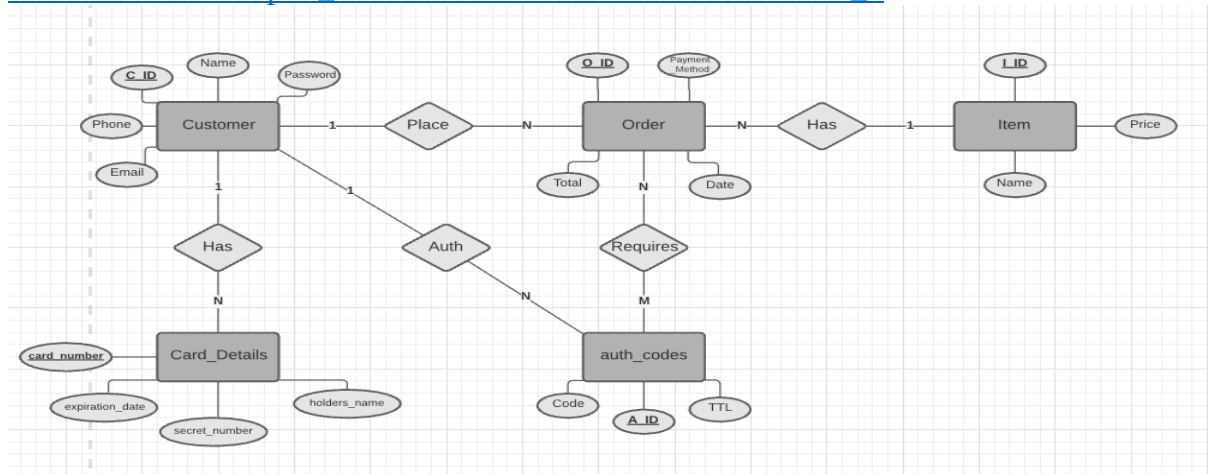 Name
C_ID
Password
Phone
Customer
Email
1
Place
N
O_ID
Payment
_Method
Order
Total
Date
N
Has
1
I_ID
Item
Price
Name
1
Has
N
1
Auth
N
N
Requires
M
card_number
Card_Details
expiration_date
secret_number
holders_name
auth_codes
Code
A_ID
TTL